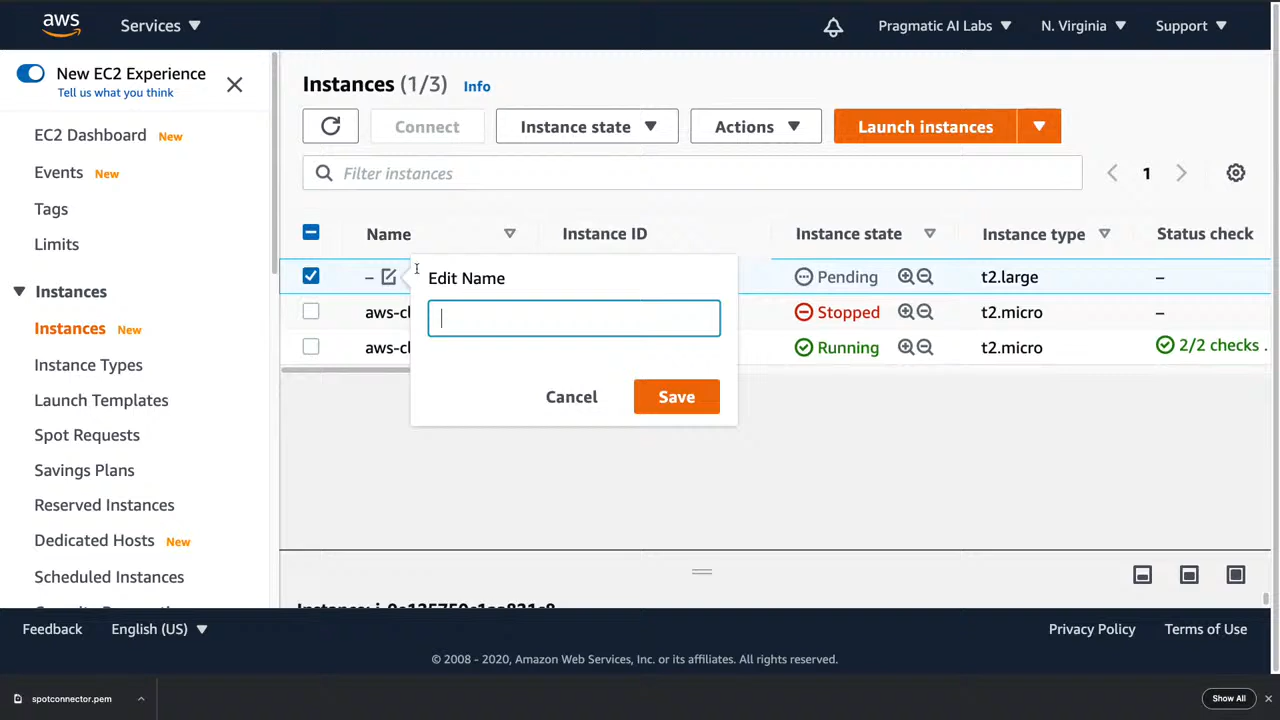 aws
Services
Pragmatic AI Labs
N. Virginia
Support
New EC2 Experience
Tell us what you think
EC2 Dashboard New
Events New
Tags
Limits
Instances
Instances New
Instance Types
Launch Templates
Spot Requests
Savings Plans
Reserved Instances
Dedicated Hosts New
Scheduled Instances
Instances (1/3) Info
Connect
Instance state
Actions
Launch instances
Filter instances
1
Name
Instance ID
Instance state
Instance type
Status check
–
Pending
t2.large
–
aws-cl
Stopped
t2.micro
–
aws-cl
Running
t2.micro
2/2 checks .
Edit Name
Cancel
Save
Feedback
English (US)
Privacy Policy
Terms of Use
© 2008 - 2020, Amazon Web Services, Inc. or its affiliates. All rights reserved.
spotconnector.pem
Show All